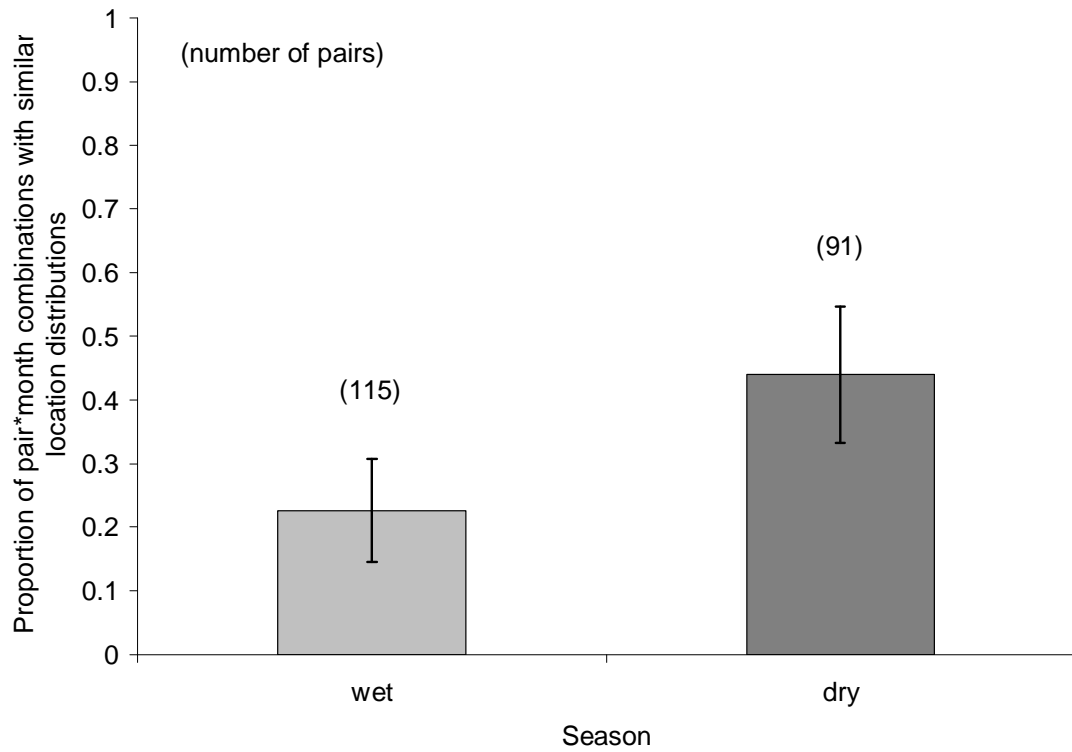 Proportion of pair*month combinations with similar
location distributions
1
0.9
0.8
0.7
0.6
0.5
0.4
0.3
0.2
0.1
0
(number of pairs)
(115)
(91)
wet
dry
Season